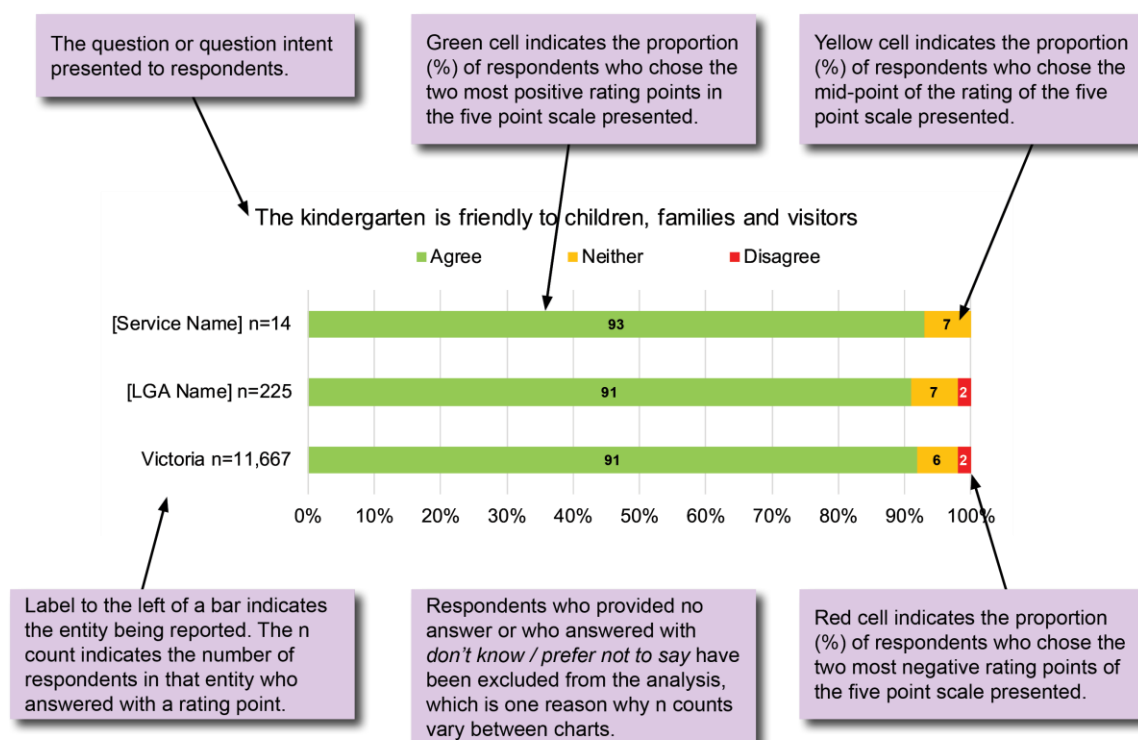 The question or question intent
presented to respondents.
Green cell indicates the proportion
(%) of respondents who chose the
two most positive rating points in
the five point scale presented.
Yellow cell indicates the proportion
(%) of respondents who chose the
mid-point of the rating of the five
point scale presented.
The kindergarten is friendly to children, families and visitors
Agree Neither Disagree
[Service Name] n=14 93 7
[LGA Name] n=225 91 7 2
Victoria n=11,667 91 6 2
0% 10% 20% 30% 40% 50% 60% 70% 80% 90% 100%
Label to the left of a bar indicates
the entity being reported. The n
count indicates the number of
respondents in that entity who
answered with a rating point.
Respondents who provided no
answer or who answered with
don't know / prefer not to say have
been excluded from the analysis,
which is one reason why n counts
vary between charts.
Red cell indicates the proportion
(%) of respondents who chose the
two most negative rating points of
the five point scale presented.